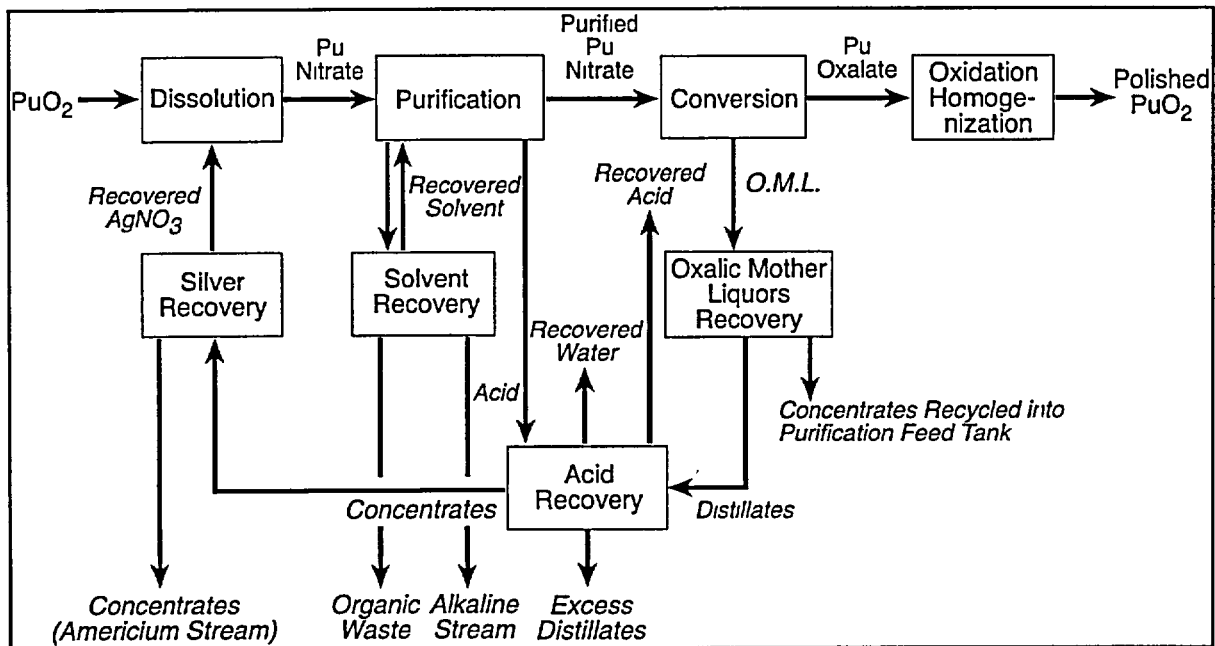 PuO2
Dissolution
Pu
Nitrate
Purification
Purified
Pu
Nitrate
Conversion
Pu
Oxalate
Oxidation
Homoge-
nization
Polished
PuO2
Recovered
AgNO3
Recovered
Solvent
Recovered
Acid
O.M.L.
Silver
Recovery
Solvent
Recovery
Oxalic Mother
Liquors
Recovery
Recovered
Water
Acid
Concentrates Recycled into
Purification Feed Tank
Acid
Recovery
Concentrates
Distillates
Concentrates
(Americium Stream)
Organic
Waste
Alkaline
Stream
Excess
Distillates